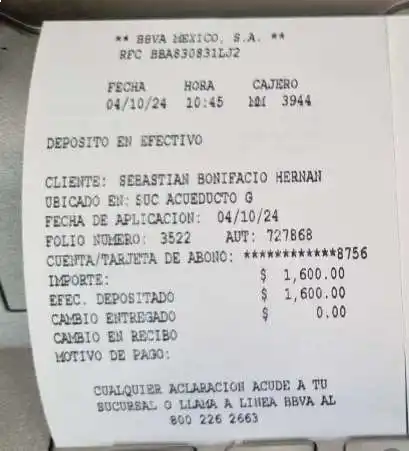 ** BBVA MEXICO, S.A. **
RFC BBA830831LJ2
FECHA HORA CAJERO
04/10/24 10:45 MM 3944
DEPOSITO EN EFECTIVO
CLIENTE: SEBASTIAN BONIFACIO HERNAN
UBICADO EN: SUC ACUEDUCTO G
FECHA DE APLICACION: 04/10/24
FOLIO NUMERO: 3522 AUT: 727868
CUENTA/TARJETA DE ABONO: ************8756
IMPORTE: $ 1,600.00
EFEC. DEPOSITADO $ 1,600.00
CAMBIO ENTREGADO $ 0.00
CAMBIO EN RECIBO
MOTIVO DE PAGO:
CUALQUIER ACLARACION ACUDE A TU
SUCURSAL O LLAMA A LINEA BBVA AL
800 226 2663